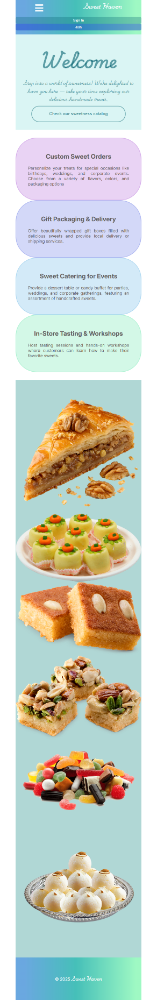 Sweet Haven
Sign In
Join
Welcome
Step into a world of sweetness! We're delighted to
have you here — take your time exploring our
delicious handmade treats.
Check our sweetness catalog
Custom Sweet Orders
Personalize your treats for special occasions like
birthdays, weddings, and corporate events.
Choose from a variety of flavors, colors, and
packaging options
Gift Packaging & Delivery
Offer beautifully wrapped gift boxes filled with
delicious sweets and provide local delivery or
shipping services.
Sweet Catering for Events
Provide a dessert table or candy buffet for parties,
weddings, and corporate gatherings, featuring an
assortment of handcrafted sweets.
In-Store Tasting & Workshops
Host tasting sessions and hands-on workshops
where customers can learn how to make their
favorite sweets.
© 2025 Sweet Haven